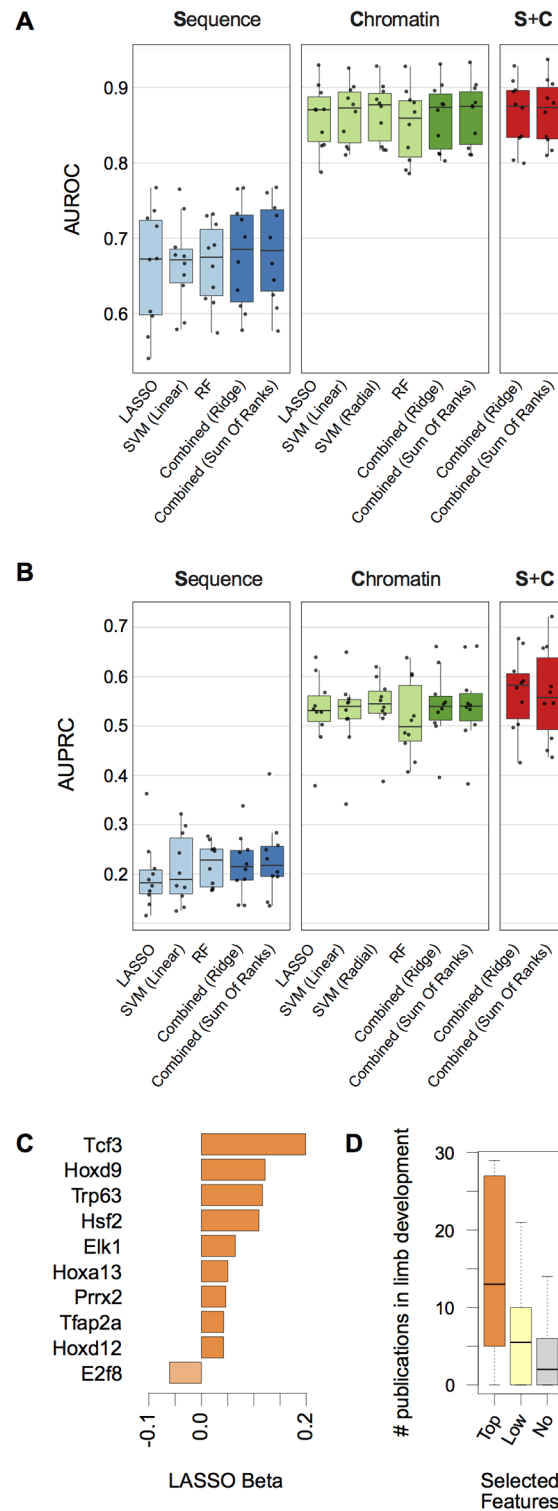 A
Sequence
Chromatin
S+C
AUROC
0.9
0.8
0.7
0.6
LASSO
SVM (Linear)
RF
Combined (Ridge)
Combined (Sum Of Ranks)
LASSO
SVM (Linear)
SVM (Radial)
RF
Combined (Ridge)
Combined (Sum Of Ranks)
Combined (Ridge)
Combined (Sum Of Ranks)
B
Sequence
Chromatin
S+C
AUPRC
0.7
0.6
0.5
0.4
0.3
0.2
LASSO
SVM (Linear)
RF
Combined (Ridge)
Combined (Sum Of Ranks)
LASSO
SVM (Linear)
SVM (Radial)
RF
Combined (Ridge)
Combined (Sum Of Ranks)
Combined (Ridge)
Combined (Sum Of Ranks)
C
Tcf3
Hoxd9
Trp63
Hsf2
Elk1
Hoxa13
Prrx2
Tfap2a
Hoxd12
E2f8
-0.1
0.0
0.2
LASSO Beta
D
# publications in limb development
30
20
10
0
Top
Low
No
Selected
Features